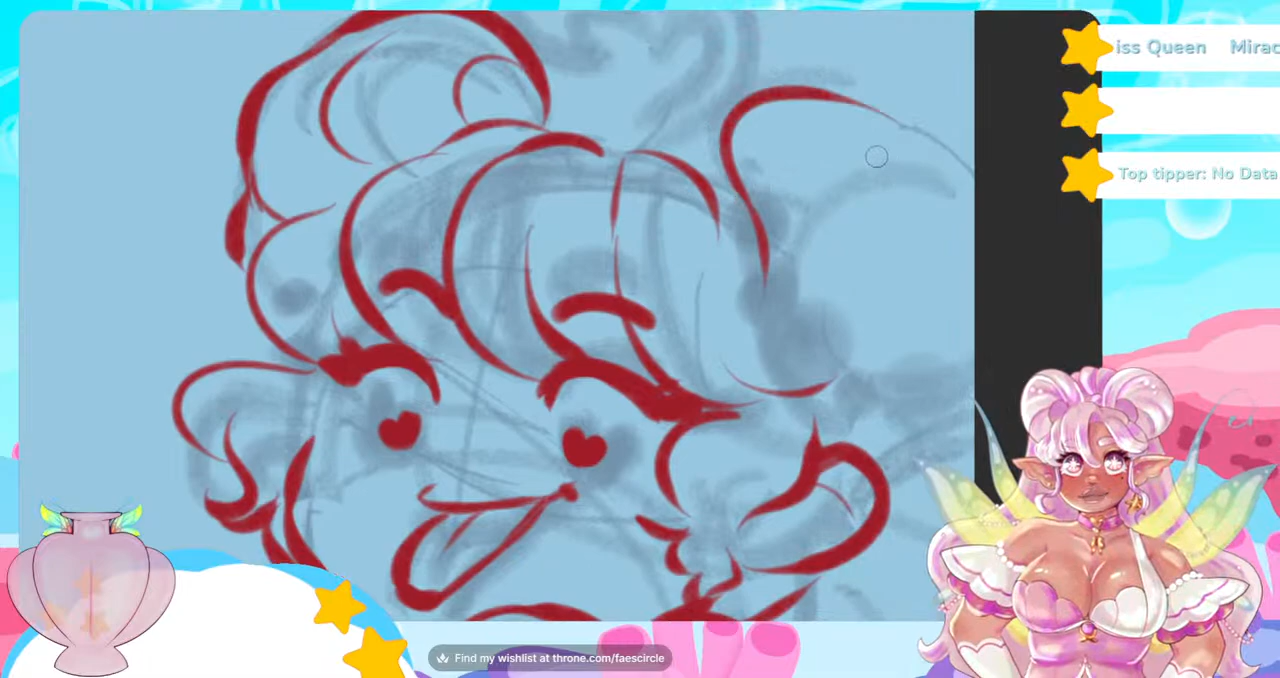 iss Queen Mirac
Top tipper: No Data
Find my wishlist at throne.com/faescircle